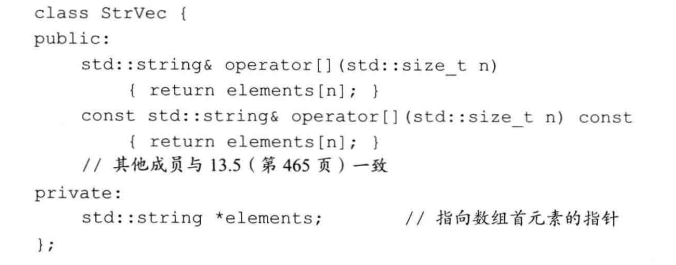 class StrVec {
public:
    std::string& operator[](std::size_t n)
        { return elements[n]; }
    const std::string& operator[](std::size_t n) const
        { return elements[n]; }
    // 其他成员与 13.5（第 465 页）一致
private:
    std::string *elements;        // 指向数组首元素的指针
};